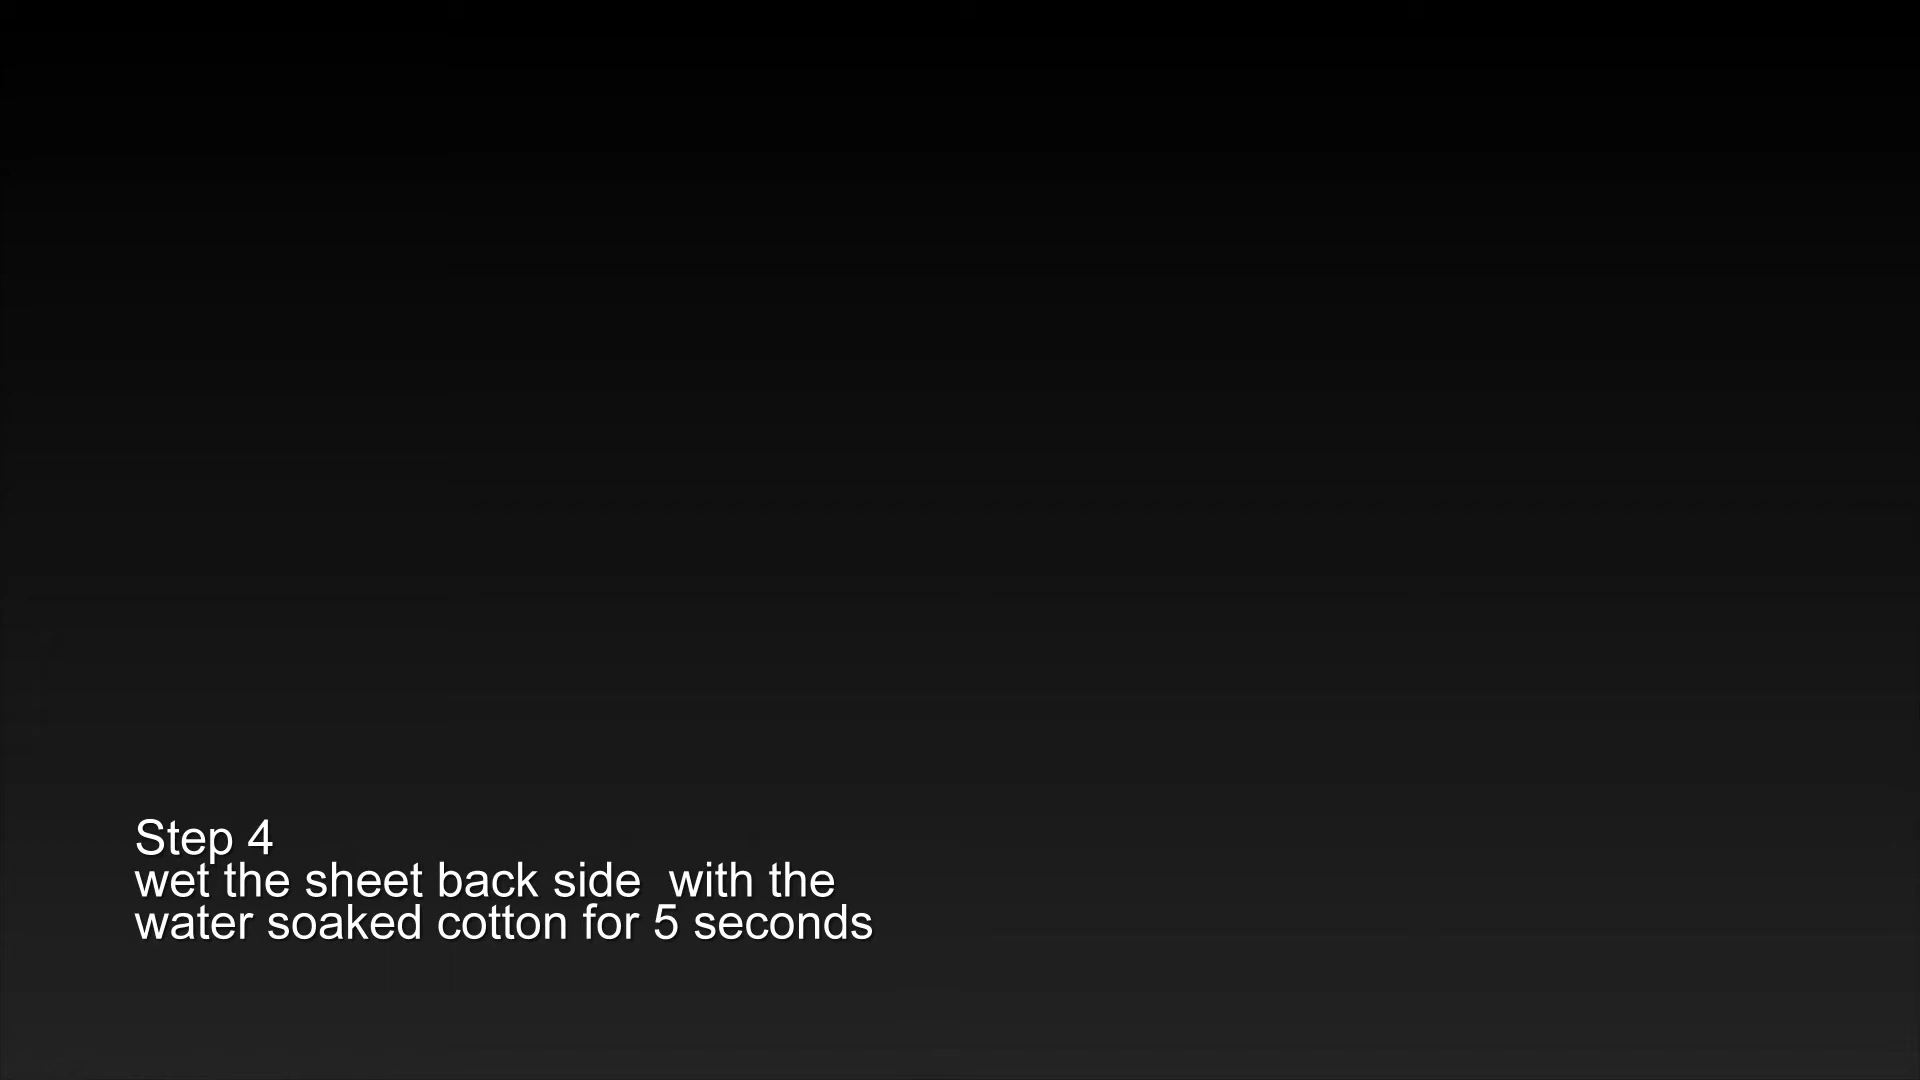 Step 4
wet the sheet back side  with the
water soaked cotton for 5 seconds